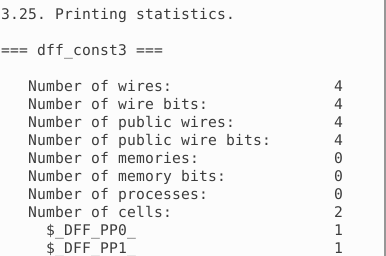 3.25. Printing statistics.
=== dff_const3 ===
Number of wires: 4
Number of wire bits: 4
Number of public wires: 4
Number of public wire bits: 4
Number of memories: 0
Number of memory bits: 0
Number of processes: 0
Number of cells: 2
$_DFF_PP0_ 1
$_DFF_PP1_ 1